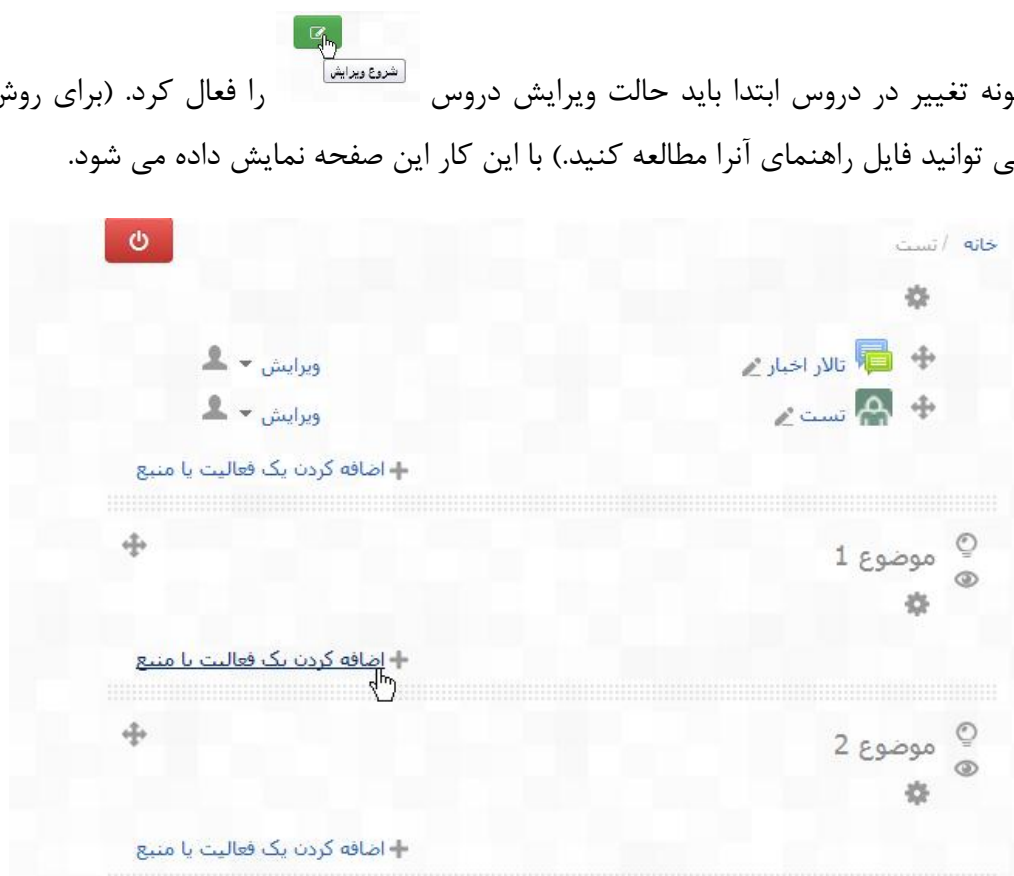 شروع ویرایش
ونه تغییر در دروس ابتدا باید حالت ویرایش دروس را فعال کرد. (برای روش
ی توانید فایل راهنمای آنرا مطالعه کنید.) با این کار این صفحه نمایش داده می شود.
خانه / تست
تالار اخبار ویرایش
تست ویرایش
اضافه کردن یک فعالیت یا منبع
موضوع 1
اضافه کردن یک فعالیت یا منبع
موضوع 2
اضافه کردن یک فعالیت یا منبع